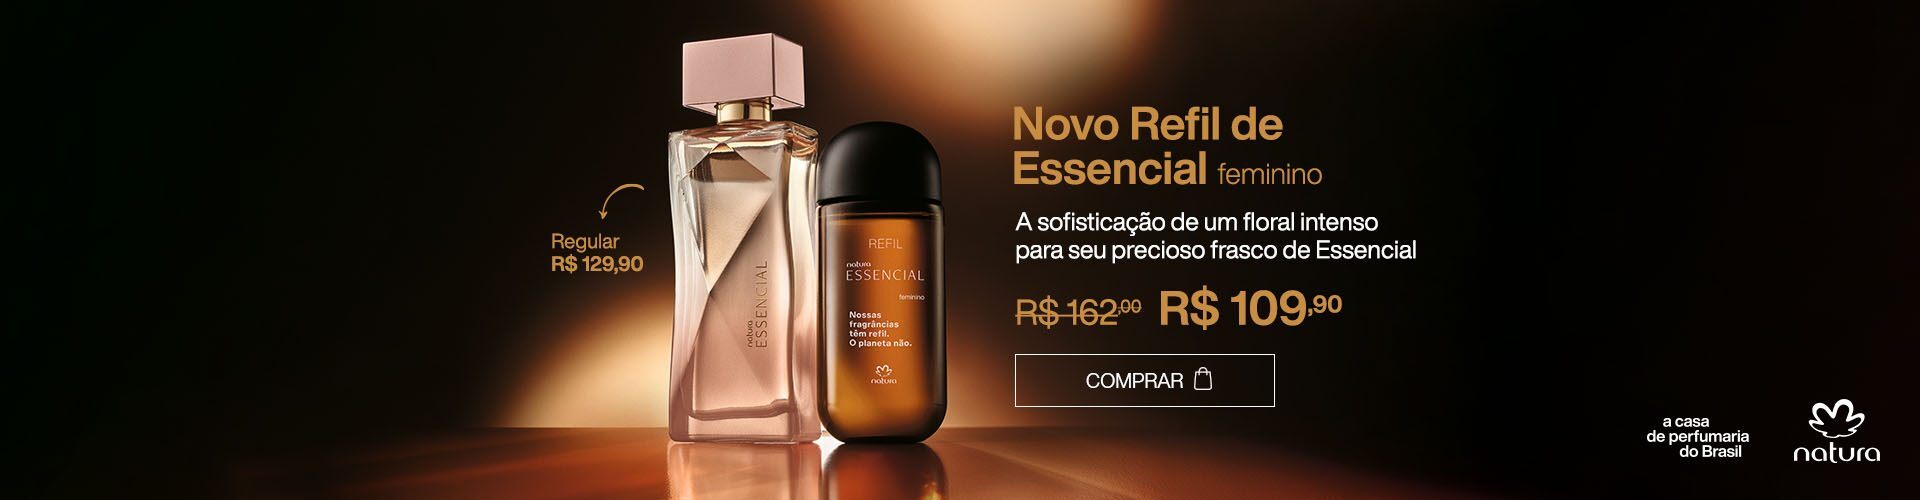 Regular
R$ 129,90
natura
ESSENCIAL
REFIL
natura
ESSENCIAL
feminino
Nossas
fragrâncias
têm refil.
O planeta não.
natura
Novo Refil de
Essencial feminino
A sofisticação de um floral intenso
para seu precioso frasco de Essencial
R$ 162,00 R$ 109,90
COMPRAR
a casa
de perfumaria
do Brasil
natura